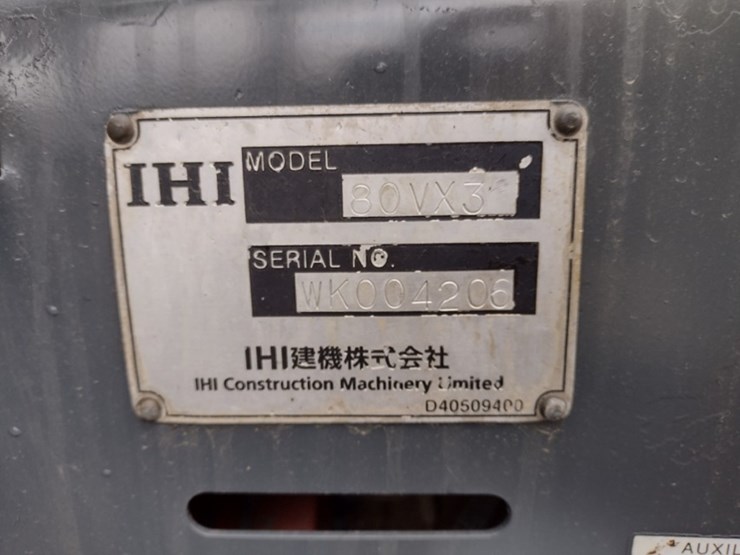 IHI
MODEL
80VX3
SERIAL NO.
WK004206
IHI建機株式会社
IHI Construction Machinery Limited
D40509400
AUXIL